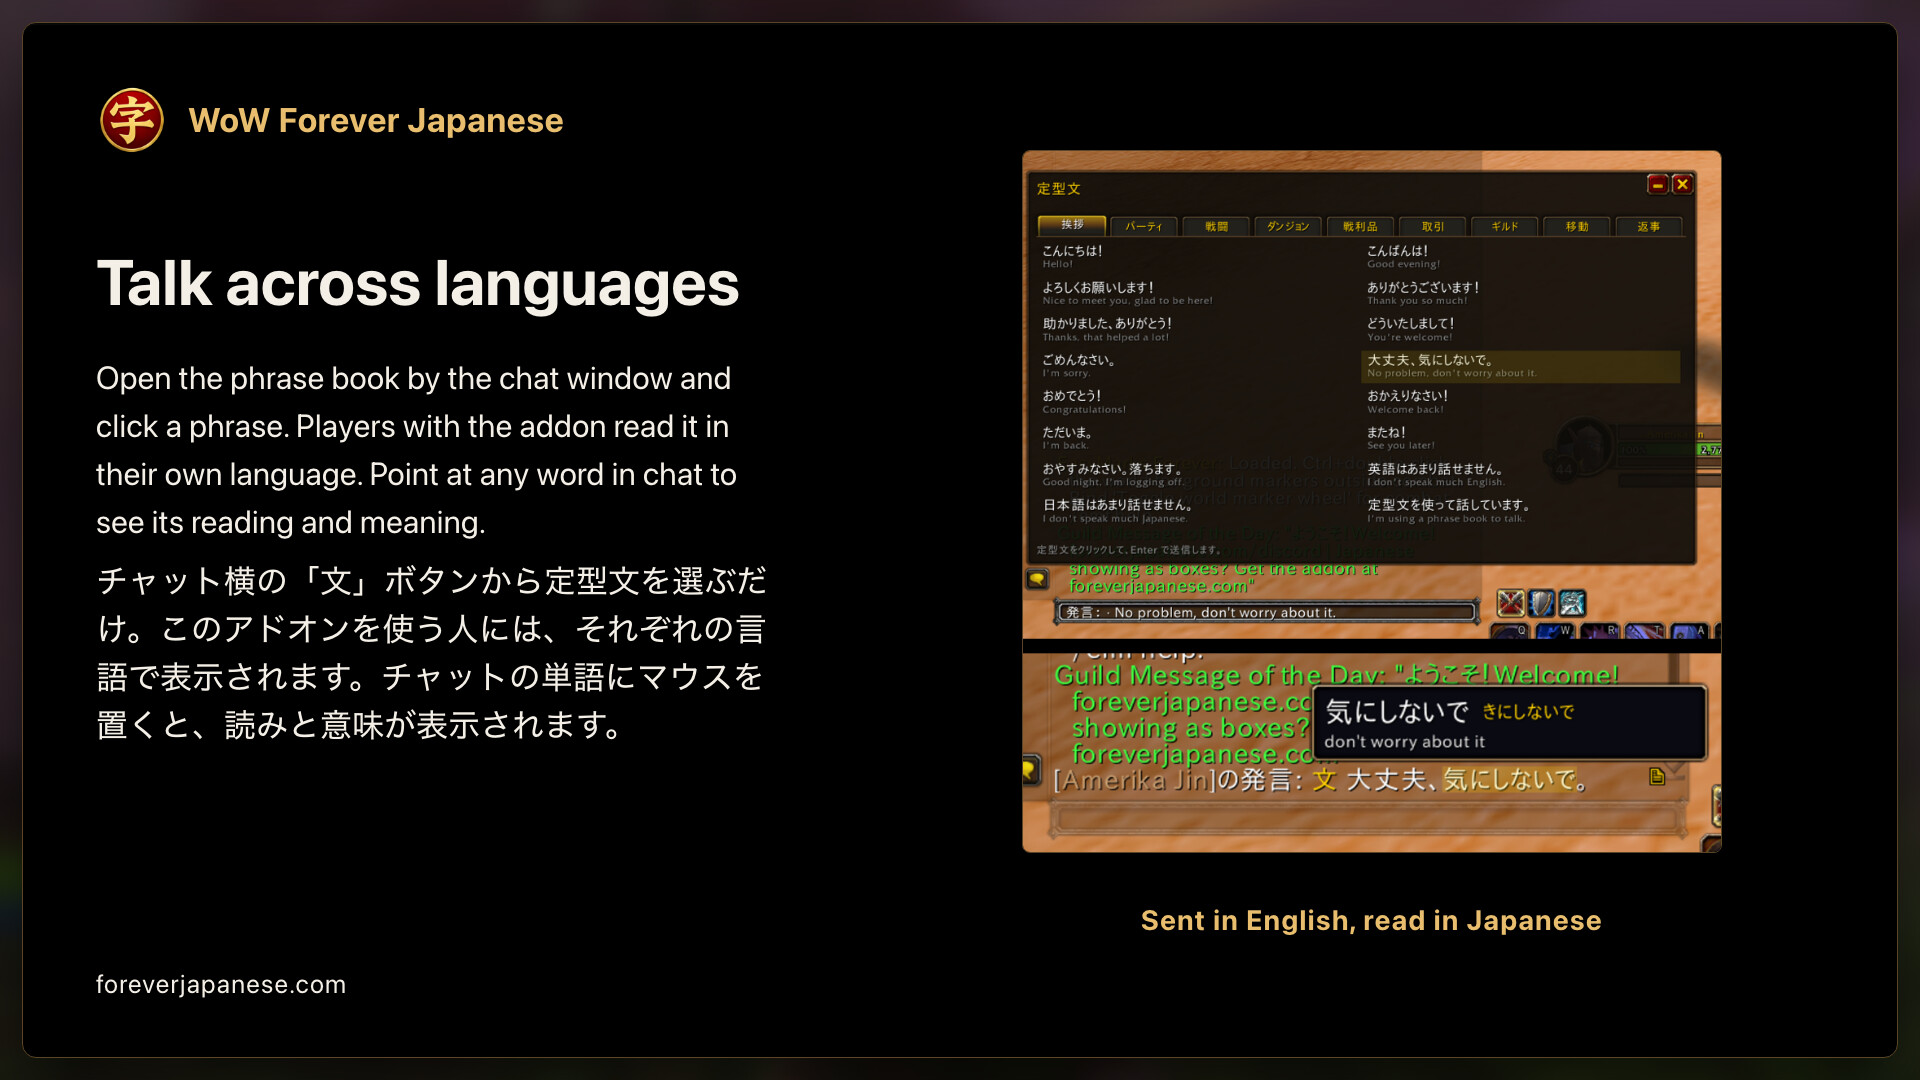 字
WoW Forever Japanese
Talk across languages
Open the phrase book by the chat window and
click a phrase. Players with the addon read it in
their own language. Point at any word in chat to
see its reading and meaning.
チャット横の「文」ボタンから定型文を選ぶだ
け。このアドオンを使う人には、それぞれの言
語で表示されます。チャットの単語にマウスを
置くと、読みと意味が表示されます。
foreverjapanese.com
定型文
挨拶 パーティ 戦闘 ダンジョン 戦利品 取引 ギルド 移動 返事
こんにちは!
Hello!
こんばんは!
Good evening!
よろしくお願いします!
Nice to meet you, glad to be here!
ありがとうございます!
Thank you so much!
助かりました、ありがとう!
Thanks, that helped a lot!
どういたしまして!
You're welcome!
ごめんなさい。
I'm sorry.
大丈夫、気にしないで。
No problem, don't worry about it.
おめでとう!
Congratulations!
おかえりなさい!
Welcome back!
ただいま。
I'm back.
またね!
See you later!
おやすみなさい。落ちます。
Good night, I'm logging off.
英語はあまり話せません。
I don't speak much English.
日本語はあまり話せません。
I don't speak much Japanese.
定型文を使って話しています。
I'm using a phrase book to talk.
定型文をクリックして、Enter で送信します。
showing as boxes? Get the addon at
foreverjapanese.com"
発言: · No problem, don't worry about it.
44
2,77
Q W R T A
Guild Message of the Day: "ようこそ! Welcome!
foreverjapanese.co
showing as boxes?
foreverjapanese.co
気にしないで きにしないで
don't worry about it
[Amerika Jin]の発言: 文 大丈夫、気にしないで。
Sent in English, read in Japanese